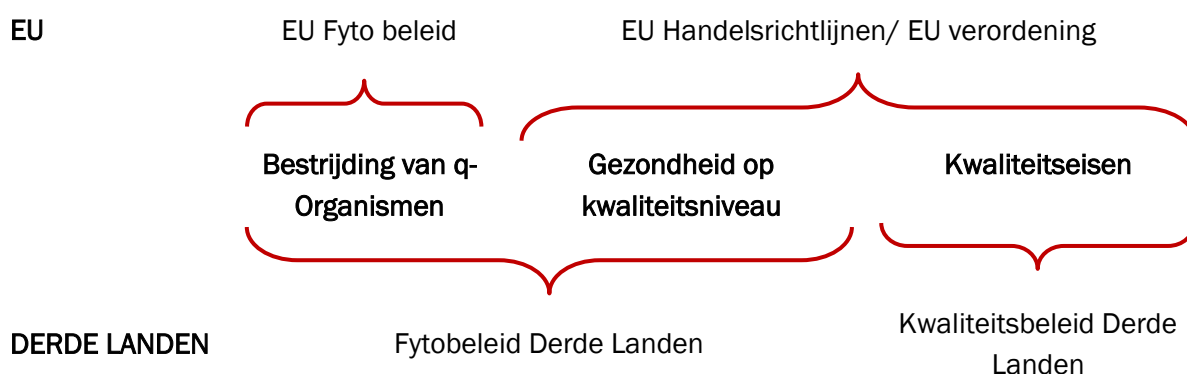 EU EU Fyto beleid EU Handelsrichtlijnen/ EU verordening
Bestrijding van q- Gezondheid op Kwaliteitseisen
Organismen kwaliteitsniveau
Kwaliteitsbeleid Derde
DERDE LANDEN Fytobeleid Derde Landen
Landen